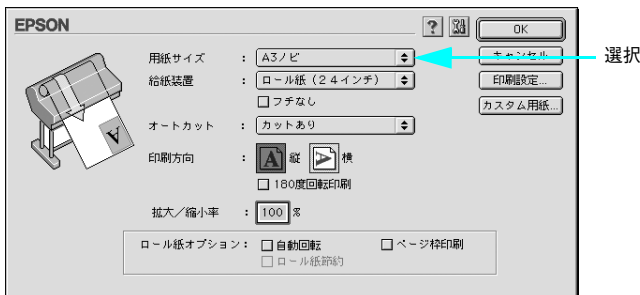 EPSON
? OK
用紙サイズ : A3ノビ キャンセル 選択
給紙装置 : ロール紙（24インチ） 印刷設定...
フチなし カスタム用紙...
オートカット : カットあり
A
印刷方向 : A 縦 A 横
180度回転印刷
拡大／縮小率 : 100 %
ロール紙オプション : 自動回転 ページ枠印刷
ロール紙節約